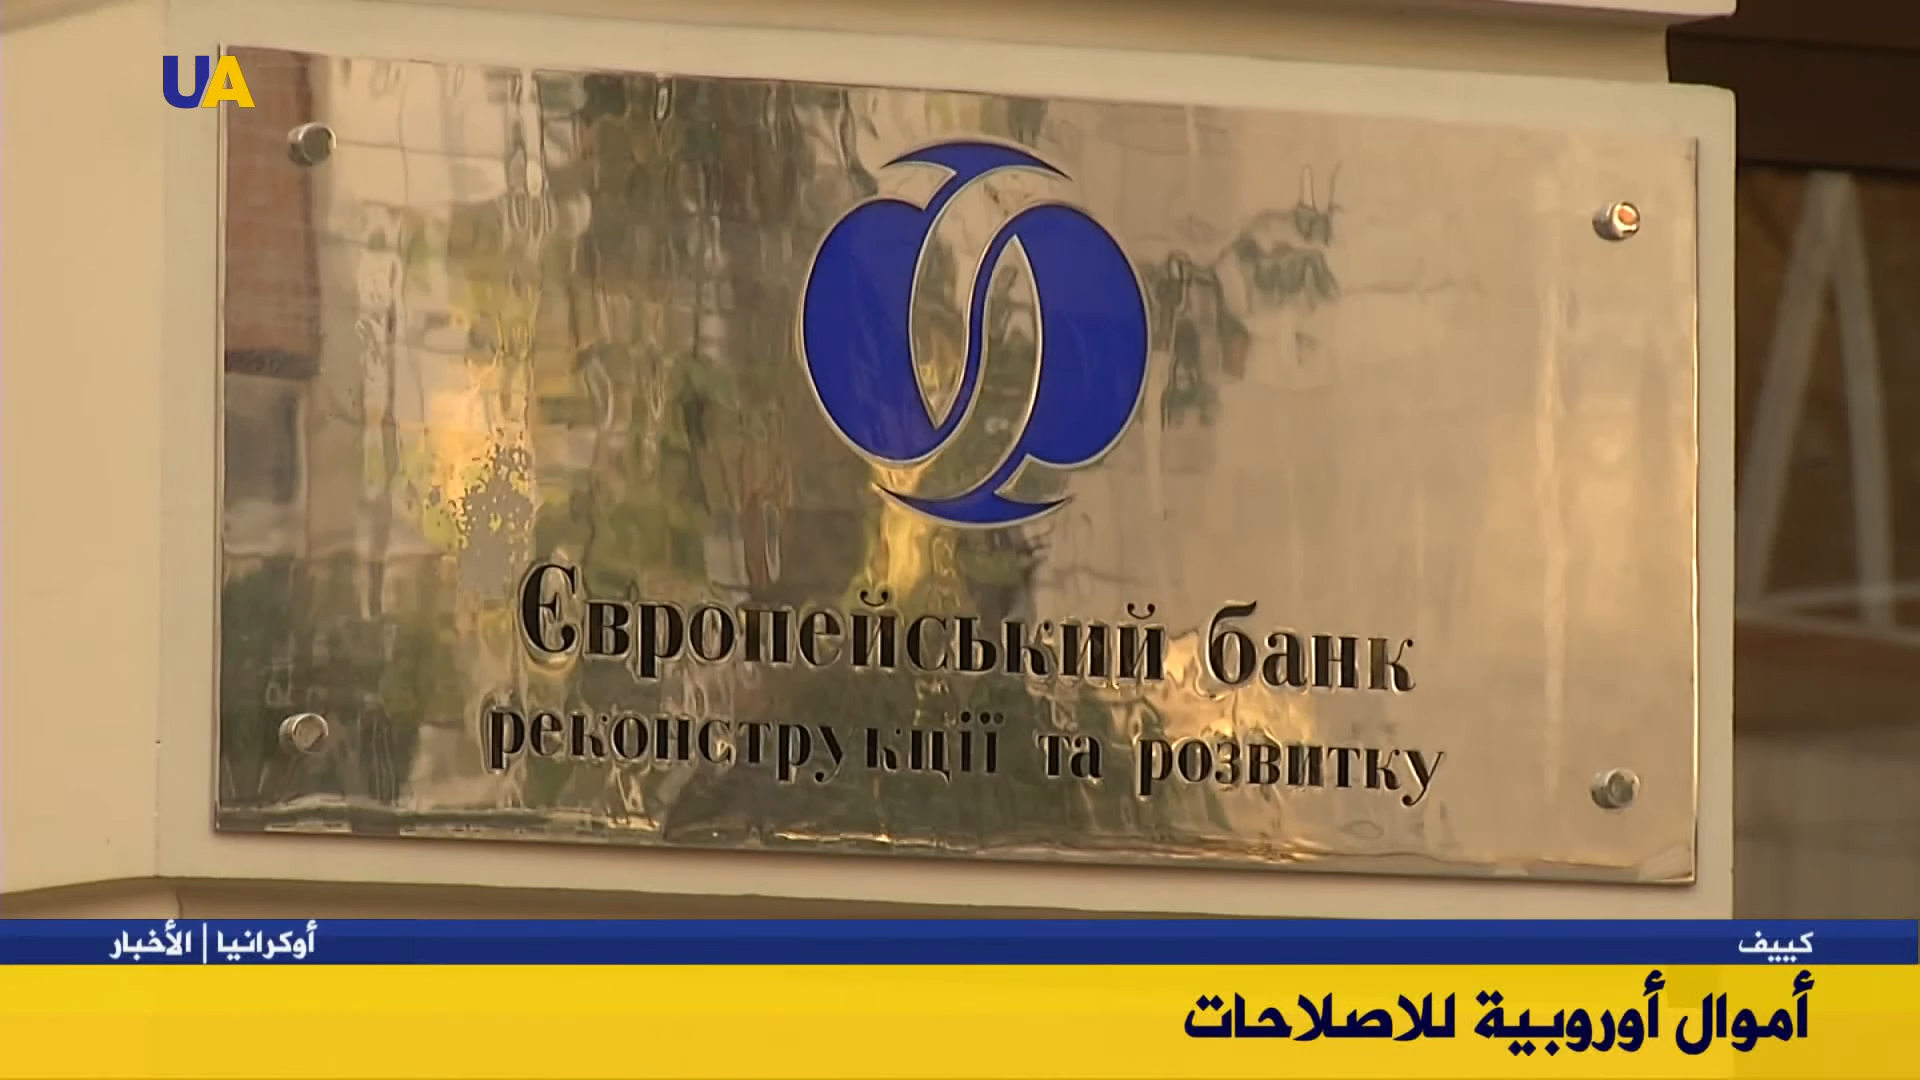 UA
Європейський банк
реконструкції та розвитку
كييف
أوكرانيا | الأخبار
أموال أوروبية للاصلاحات